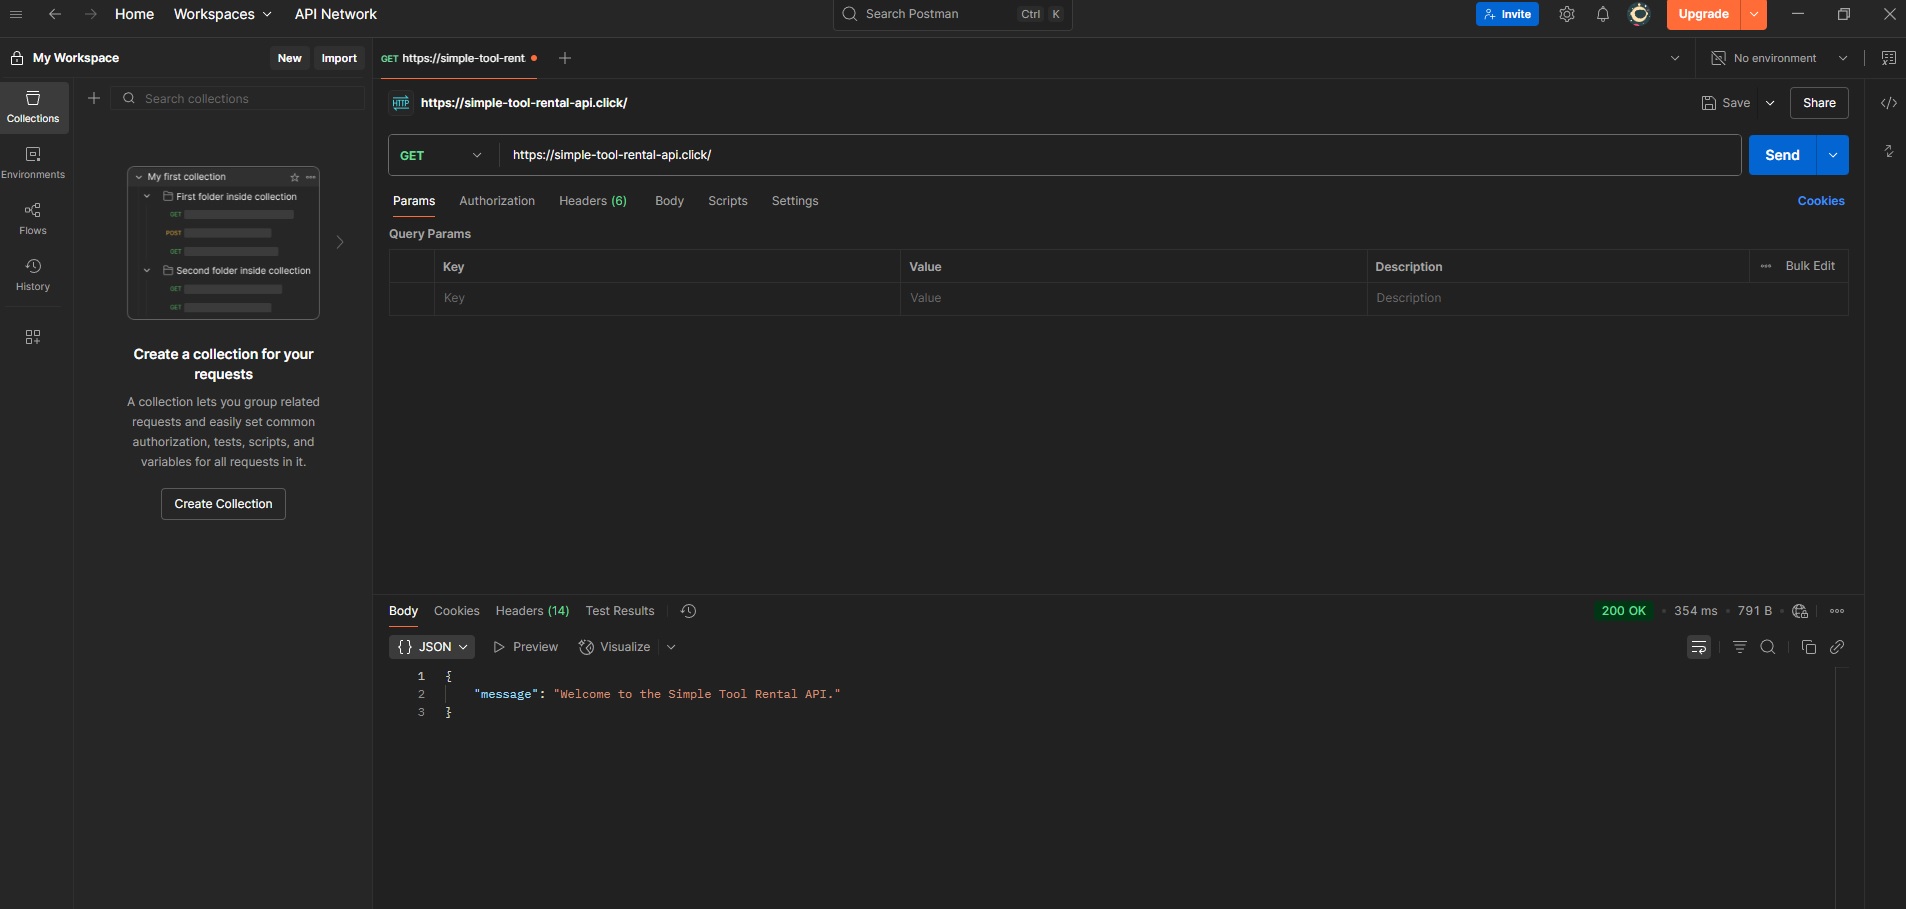 Home Workspaces API Network
Search Postman Ctrl K
Invite
Upgrade
My Workspace New Import
GET https://simple-tool-rent
No environment
Collections
Environments
Flows
History
Search collections
My first collection
First folder inside collection
GET
POST
GET
Second folder inside collection
GET
GET
Create a collection for your
requests
A collection lets you group related
requests and easily set common
authorization, tests, scripts, and
variables for all requests in it.
Create Collection
HTTP https://simple-tool-rental-api.click/
Save Share
GET https://simple-tool-rental-api.click/
Send
Params Authorization Headers (6) Body Scripts Settings
Cookies
Query Params
Key Value Description Bulk Edit
Key Value Description
Body Cookies Headers (14) Test Results
200 OK • 354 ms • 791 B
{} JSON Preview Visualize
1 {
2 "message": "Welcome to the Simple Tool Rental API."
3 }